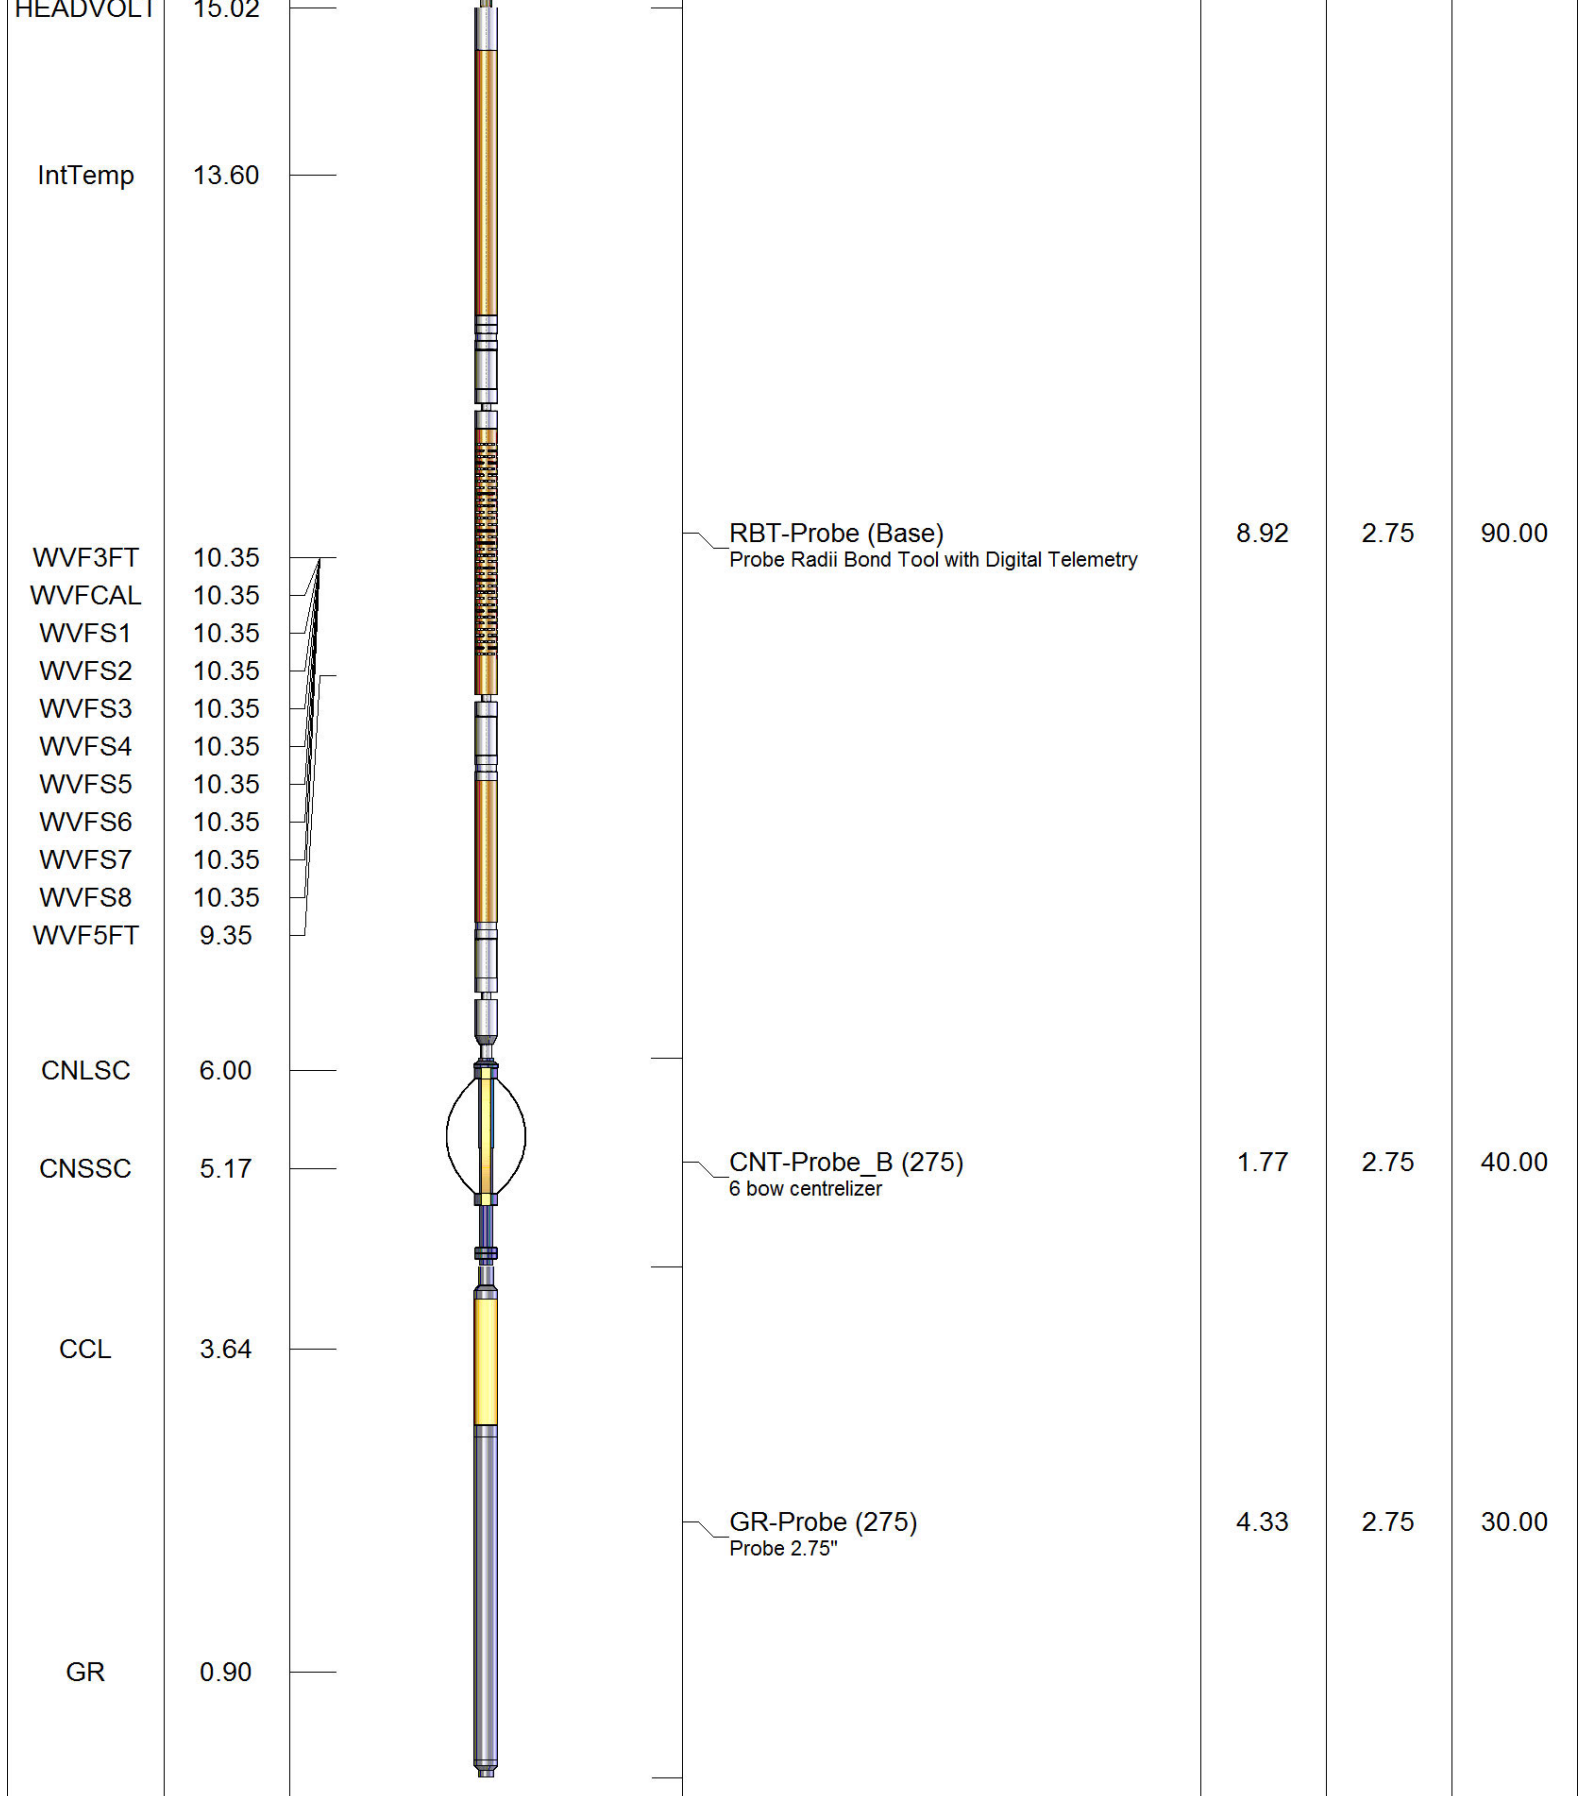 HEADVOLT 15.02
IntTemp 13.60
RBT-Probe (Base) 8.92 2.75 90.00
Probe Radii Bond Tool with Digital Telemetry
WVF3FT 10.35
WVFCAL 10.35
WVFS1 10.35
WVFS2 10.35
WVFS3 10.35
WVFS4 10.35
WVFS5 10.35
WVFS6 10.35
WVFS7 10.35
WVFS8 10.35
WVF5FT 9.35
CNLSC 6.00
CNT-Probe_B (275) 1.77 2.75 40.00
CNSSC 5.17
6 bow centrelizer
CCL 3.64
GR-Probe (275) 4.33 2.75 30.00
Probe 2.75"
GR 0.90